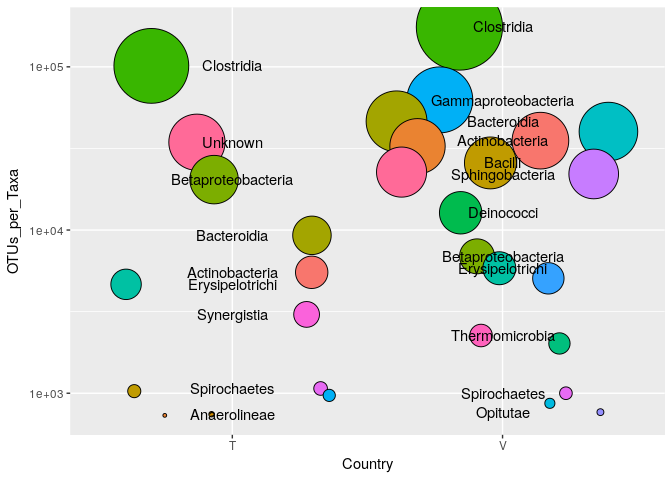 Clostridia
1e+05
Clostridia
Gammaproteobacteria
Bacteroidia
Unknown
Actinobacteria
Bacilli
Betaproteobacteria
Sphingobacteria
Deinococci
OTUs_per_Taxa
Bacteroidia
1e+04
Betaproteobacteria
Erysipelotrichi
Actinobacteria
Erysipelotrichi
Synergistia
Thermomicrobia
1e+03
Spirochaetes
Spirochaetes
Anaerolineae
Opitutae
T
V
Country